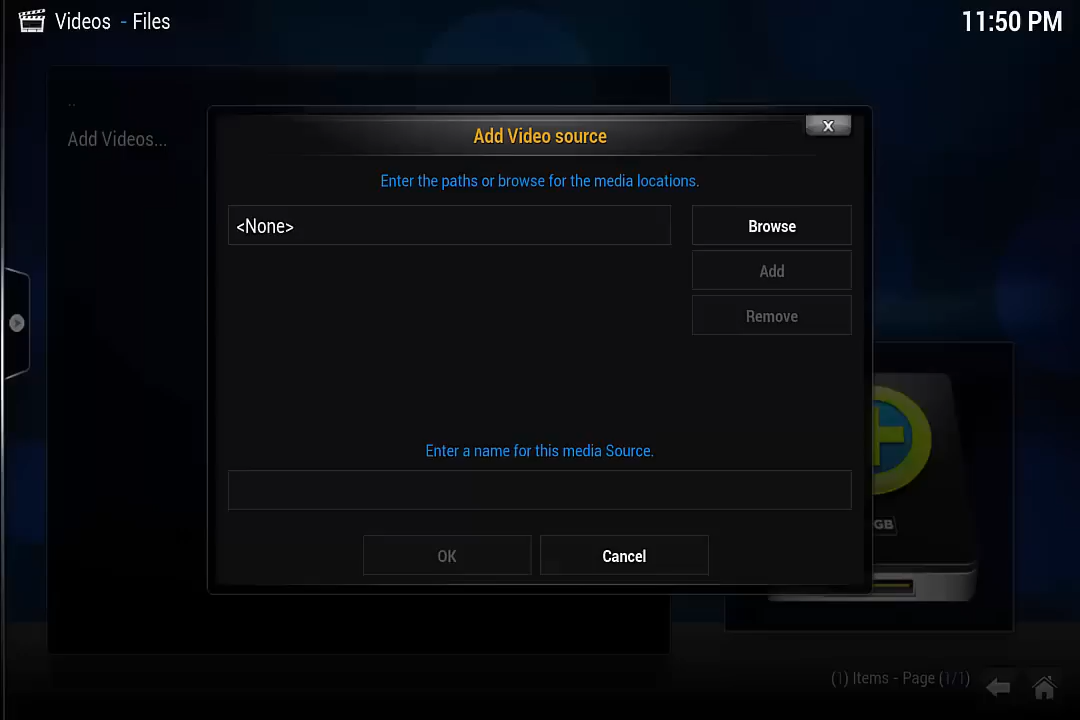 Videos - Files
11:50 PM
..
Add Videos...
Add Video source
X
Enter the paths or browse for the media locations.
<None>
Browse
Add
Remove
Enter a name for this media Source.
GB
OK
Cancel
(1) Items - Page (1/1)